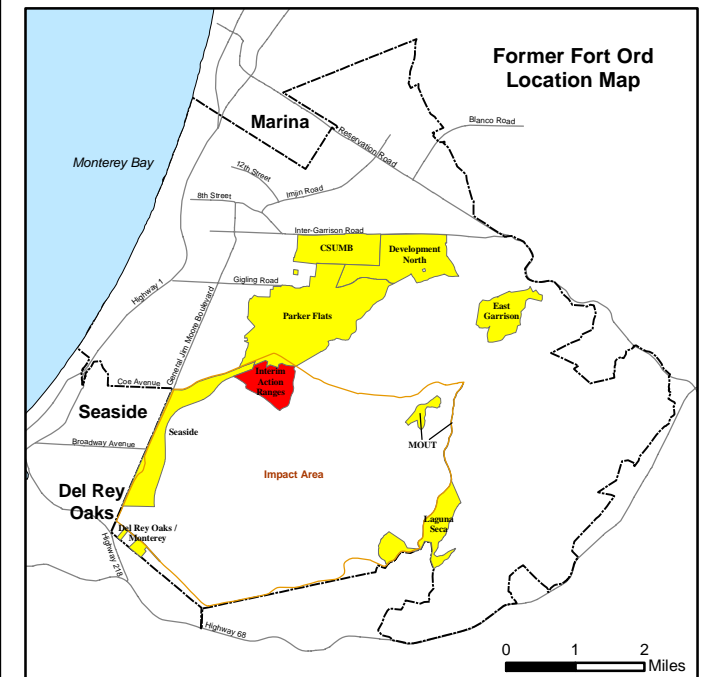 Former Fort Ord
Location Map
Marina
Blanco Road
Reservation Road
Monterey Bay
12th Street
Imjin Road
8th Street
Inter-Garrison Road
CSUMB
Development
North
Gigling Road
Highway 1
General Jim Moore Boulevard
East
Garrison
Parker Flats
Interim
Action
Ranges
Coe Avenue
Seaside
Seaside
Broadway Avenue
MOUT
Impact Area
Del Rey
Oaks
Laguna
Seca
Del Rey Oaks /
Monterey
Highway 218
Highway 68
0 1 2
Miles